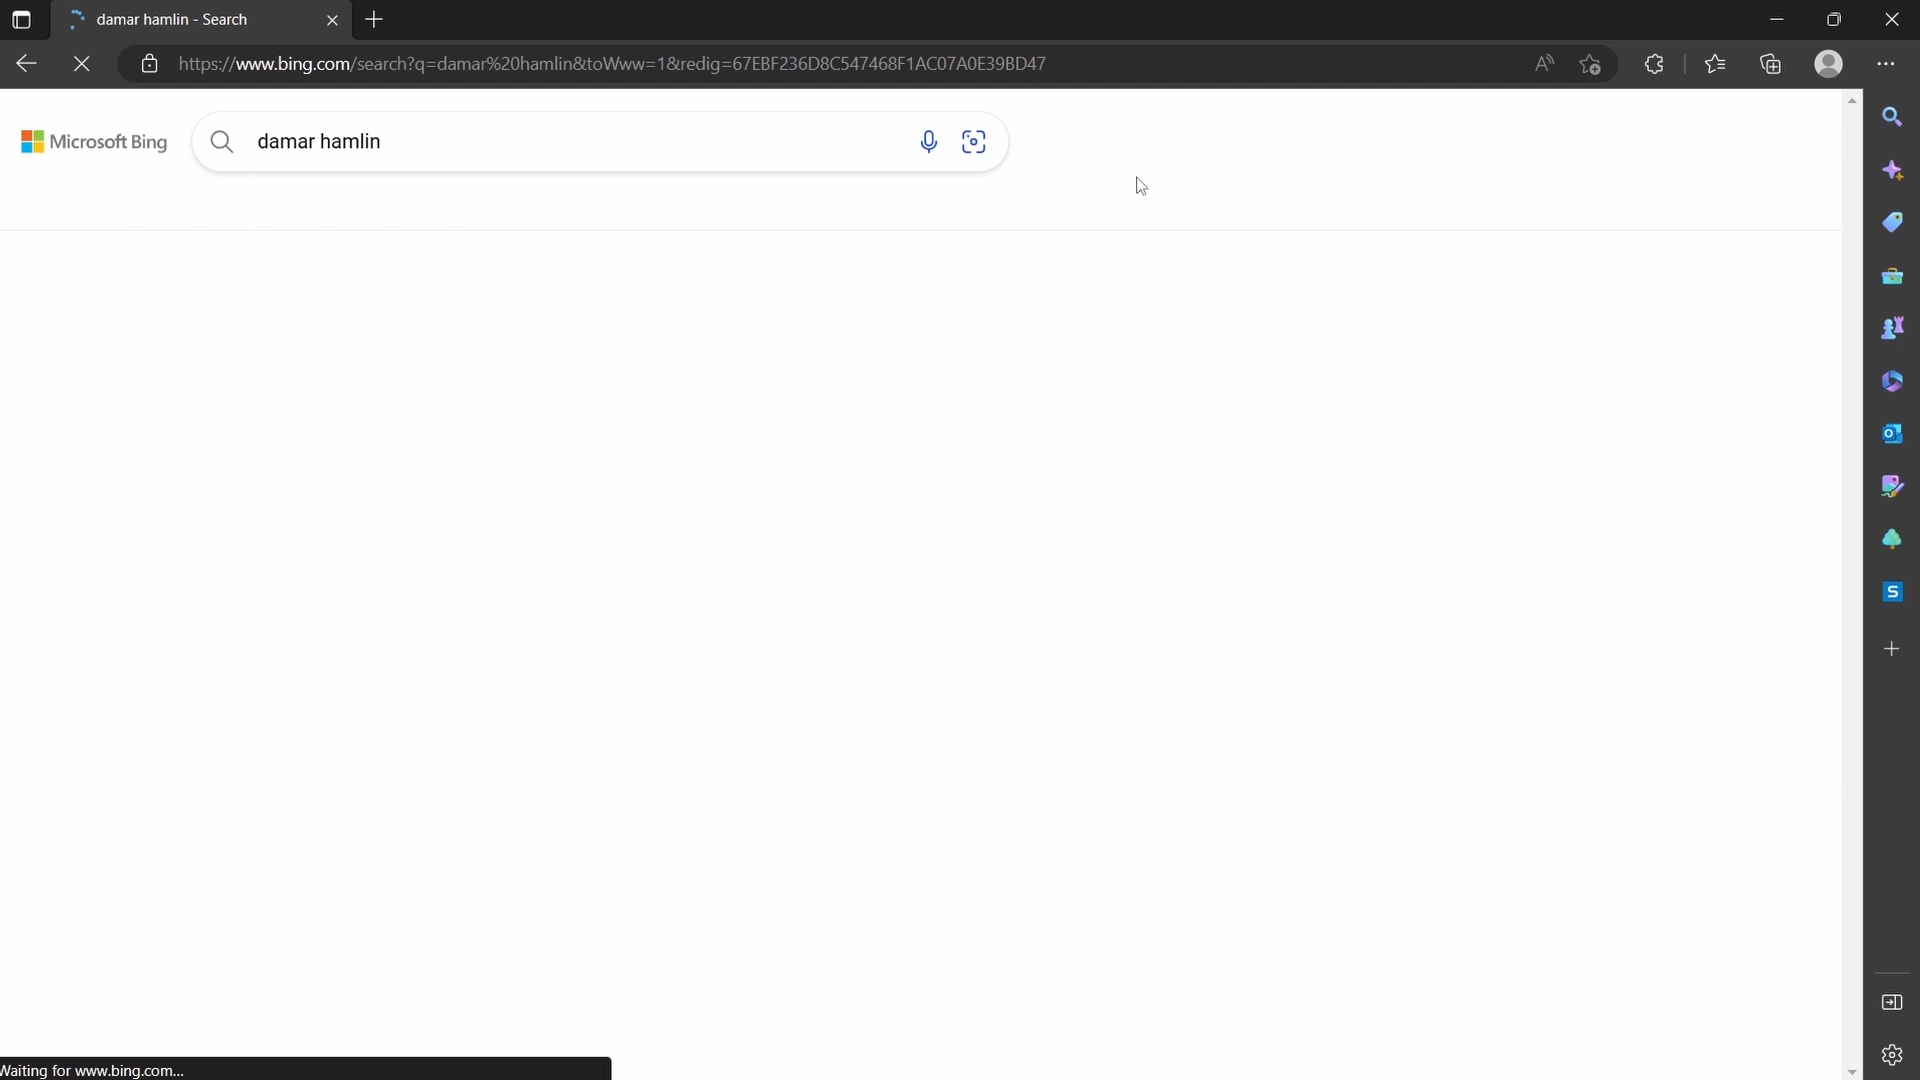 damar hamlin - Search
https://www.bing.com/search?q=damar%20hamlin&toWww=1&redig=67EBF236D8C547468F1AC07A0E39BD47
Microsoft Bing
damar hamlin
Waiting for www.bing.com...